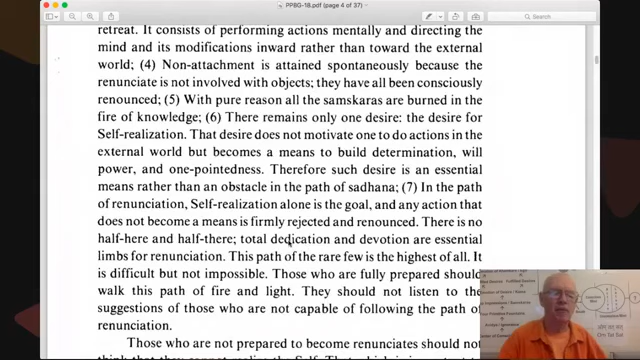 PPBG-18.pdf (page 4 of 37)
Search
retreat. It consists of performing actions mentally and directing the
mind and its modifications inward rather than toward the external
world; (4) Non-attachment is attained spontaneously because the
renunciate is not involved with objects; they have all been consciously
renounced; (5) With pure reason all the samskaras are burned in the
fire of knowledge; (6) There remains only one desire: the desire for
Self-realization. That desire does not motivate one to do actions in the
external world but becomes a means to build determination, will
power, and one-pointedness. Therefore such desire is an essential
means rather than an obstacle in the path of sadhana; (7) In the path
of renunciation, Self-realization alone is the goal, and any action that
does not become a means is firmly rejected and renounced. There is no
half-here and half-there; total dedication and devotion are essential
limbs for renunciation. This path of the rare few is the highest of all. It
is difficult but not impossible. Those who are fully prepared should
walk this path of fire and light. They should not listen to the
suggestions of those who are not capable of following the path of
renunciation.
Those who are not prepared to become renunciates should not
Om Tat Sat